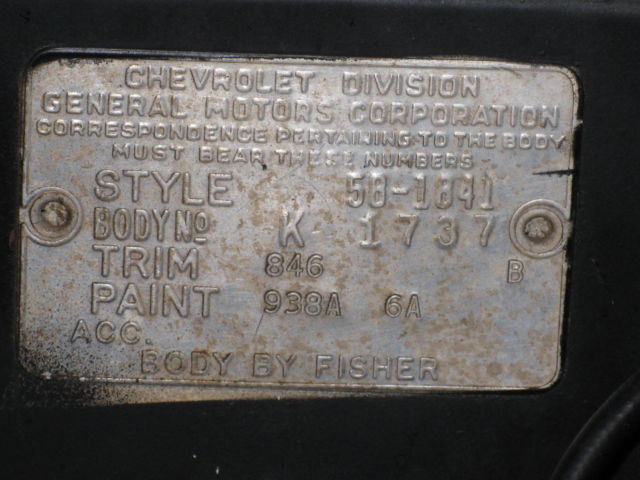 CHEVROLET DIVISION
GENERAL MOTORS CORPORATION
CORRESPONDENCE PERTAINING TO THE BODY
MUST BEAR THESE NUMBERS
STYLE 58-1841
BODY Nº K 1737
TRIM 846 B
PAINT 938A 6A
ACC.
BODY BY FISHER